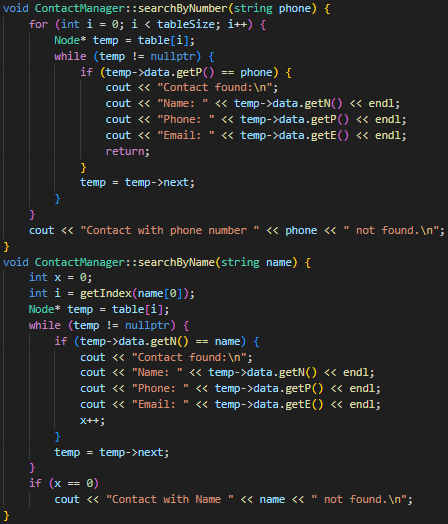 void ContactManager::searchByNumber(string phone) {
    for (int i = 0; i < tableSize; i++) {
        Node* temp = table[i];
        while (temp != nullptr) {
            if (temp->data.getP() == phone) {
                cout << "Contact found:\n";
                cout << "Name: " << temp->data.getN() << endl;
                cout << "Phone: " << temp->data.getP() << endl;
                cout << "Email: " << temp->data.getE() << endl;
                return;
            }
            temp = temp->next;
        }
    }
    cout << "Contact with phone number " << phone << " not found.\n";
}
void ContactManager::searchByName(string name) {
    int x = 0;
    int i = getIndex(name[0]);
    Node* temp = table[i];
    while (temp != nullptr) {
        if (temp->data.getN() == name) {
            cout << "Contact found:\n";
            cout << "Name: " << temp->data.getN() << endl;
            cout << "Phone: " << temp->data.getP() << endl;
            cout << "Email: " << temp->data.getE() << endl;
            x++;
        }
        temp = temp->next;
    }
    if (x == 0)
        cout << "Contact with Name " << name << " not found.\n";
}